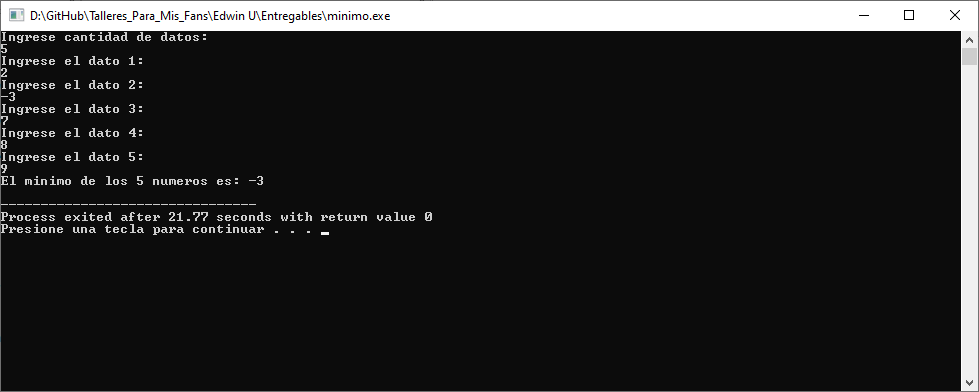 D:\GitHub\Talleres_Para_Mis_Fans\Edwin U\Entregables\minimo.exe
Ingrese cantidad de datos:
5
Ingrese el dato 1:
2
Ingrese el dato 2:
-3
Ingrese el dato 3:
7
Ingrese el dato 4:
8
Ingrese el dato 5:
9
El minimo de los 5 numeros es: -3
--------------------------------
Process exited after 21.77 seconds with return value 0
Presione una tecla para continuar . . .